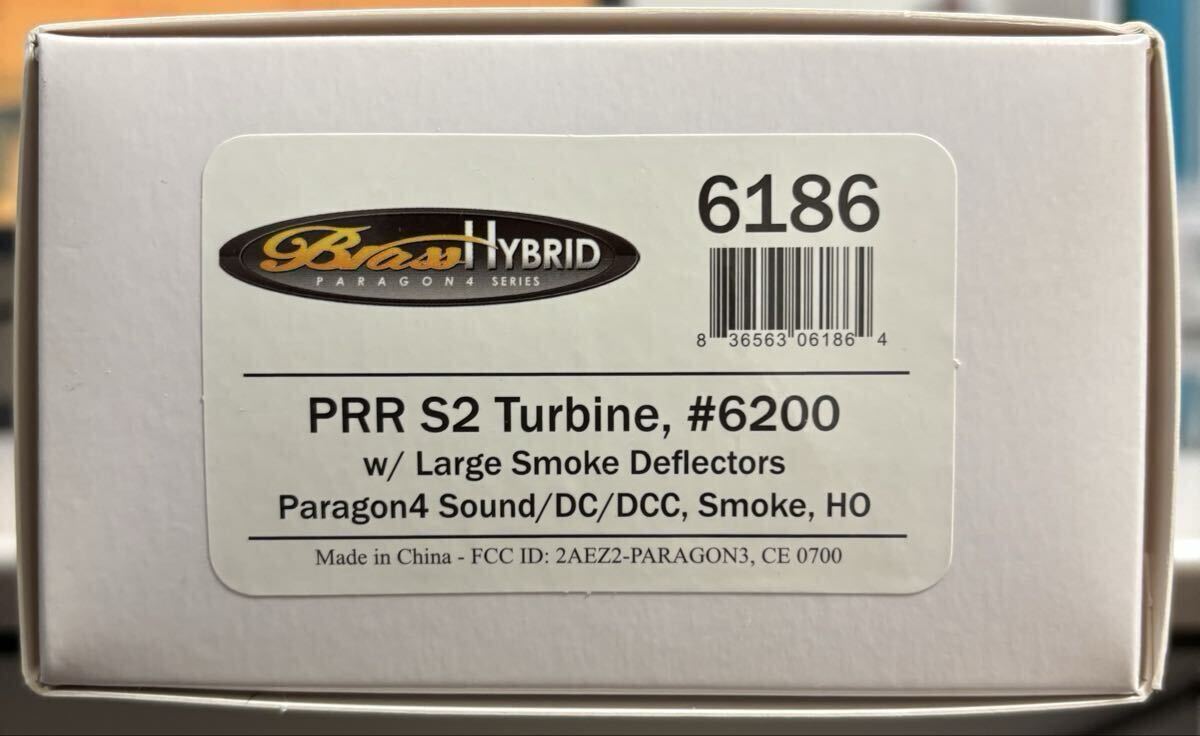 Brass HYBRID
PARAGON4 SERIES
6186
8 36563 06186 4
PRR S2 Turbine, #6200
w/ Large Smoke Deflectors
Paragon4 Sound/DC/DCC, Smoke, HO
Made in China - FCC ID: 2AEZ2-PARAGON3, CE 0700